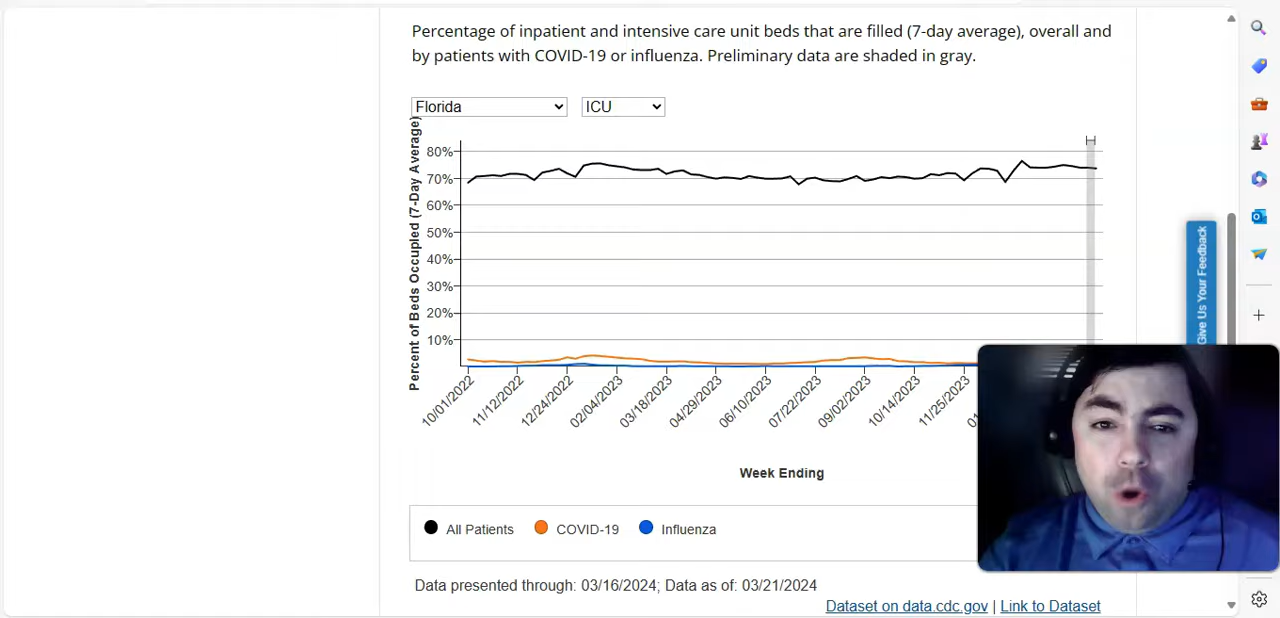 Percentage of inpatient and intensive care unit beds that are filled (7-day average), overall and
by patients with COVID-19 or influenza. Preliminary data are shaded in gray.
Florida
ICU
Percent of Beds Occupied (7-Day Average)
80%
70%
60%
50%
40%
30%
20%
10%
10/01/2022
11/12/2022
12/24/2022
02/04/2023
03/18/2023
04/29/2023
06/10/2023
07/22/2023
09/02/2023
10/14/2023
11/25/2023
Week Ending
All Patients
COVID-19
Influenza
Data presented through: 03/16/2024; Data as of: 03/21/2024
Dataset on data.cdc.gov | Link to Dataset
Give Us Your Feedback